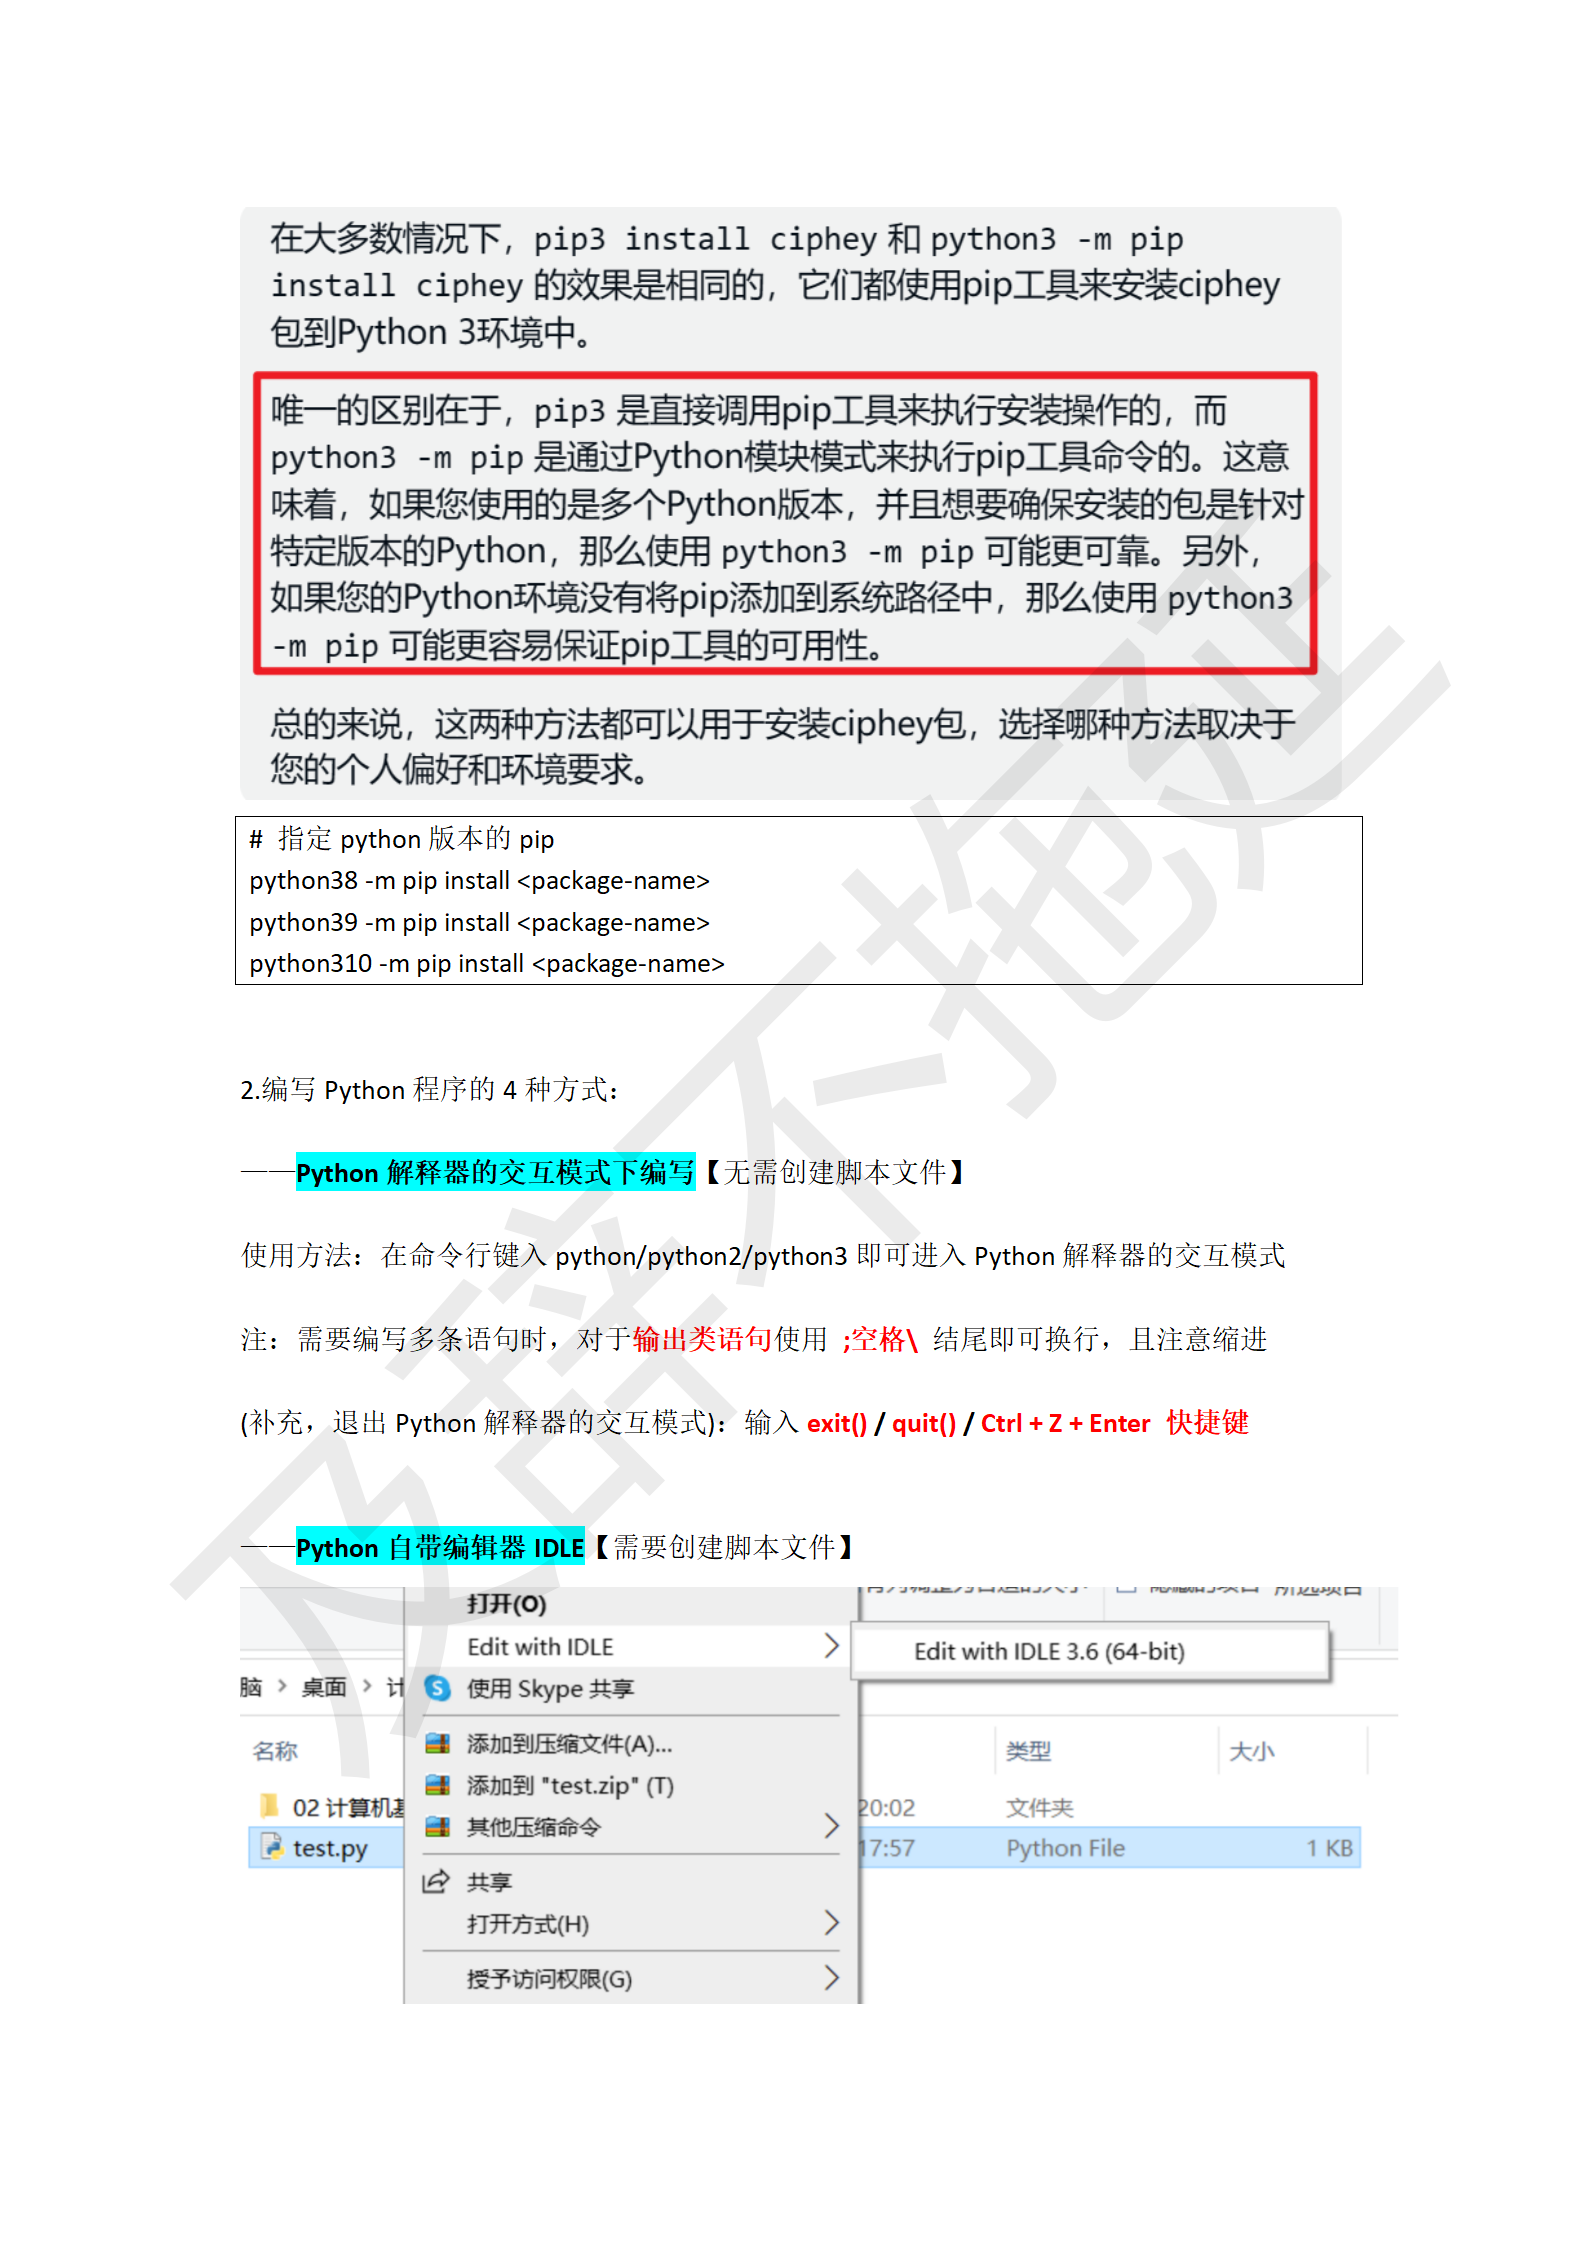 在大多数情况下，pip3 install ciphey 和 python3 -m pip
install ciphey 的效果是相同的，它们都使用pip工具来安装ciphey
包到Python 3环境中。
唯一的区别在于，pip3 是直接调用pip工具来执行安装操作的，而
python3 -m pip 是通过Python模块模式来执行pip工具命令的。这意
味着，如果您使用的是多个Python版本，并且想要确保安装的包是针对
特定版本的Python，那么使用 python3 -m pip 可能更可靠。另外，
如果您的Python环境没有将pip添加到系统路径中，那么使用 python3
-m pip 可能更容易保证pip工具的可用性。
总的来说，这两种方法都可以用于安装ciphey包，选择哪种方法取决于
您的个人偏好和环境要求。
# 指定 python 版本的 pip
python38 -m pip install <package-name>
python39 -m pip install <package-name>
python310 -m pip install <package-name>
2.编写 Python 程序的 4 种方式：
——Python 解释器的交互模式下编写【无需创建脚本文件】
使用方法：在命令行键入 python/python2/python3 即可进入 Python 解释器的交互模式
注：需要编写多条语句时，对于输出类语句使用 ;空格\ 结尾即可换行，且注意缩进
(补充，退出 Python 解释器的交互模式)：输入 exit() / quit() / Ctrl + Z + Enter 快捷键
——Python 自带编辑器 IDLE【需要创建脚本文件】
打开(O)
Edit with IDLE
Edit with IDLE 3.6 (64-bit)
脑 > 桌面 > 计
使用 Skype 共享
添加到压缩文件(A)...
名称
类型
大小
添加到 "test.zip" (T)
02 计算机基
20:02
文件夹
其他压缩命令
test.py
17:57
Python File
1 KB
共享
打开方式(H)
授予访问权限(G)
及辞不拖延